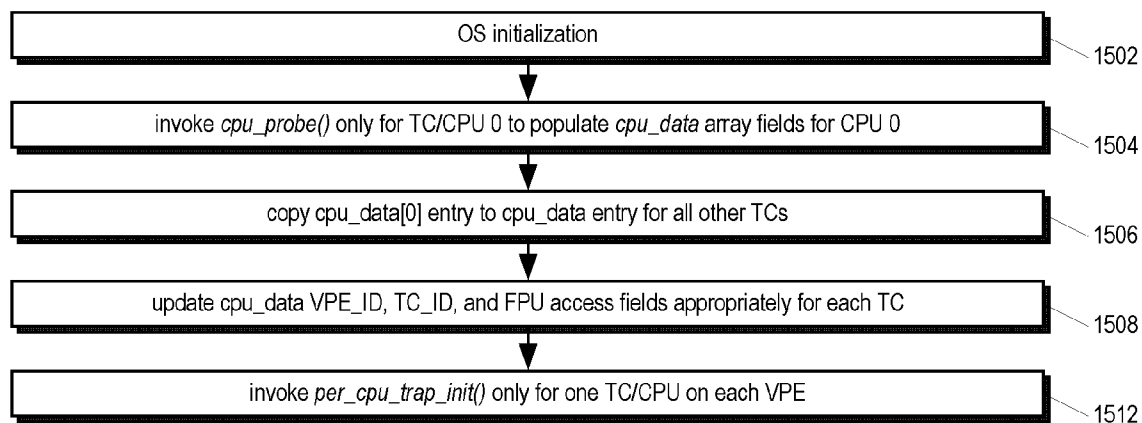 OS initialization
1502
invoke cpu_probe() only for TC/CPU 0 to populate cpu_data array fields for CPU 0
1504
copy cpu_data[0] entry to cpu_data entry for all other TCs
1506
update cpu_data VPE_ID, TC_ID, and FPU access fields appropriately for each TC
1508
invoke per_cpu_trap_init() only for one TC/CPU on each VPE
1512